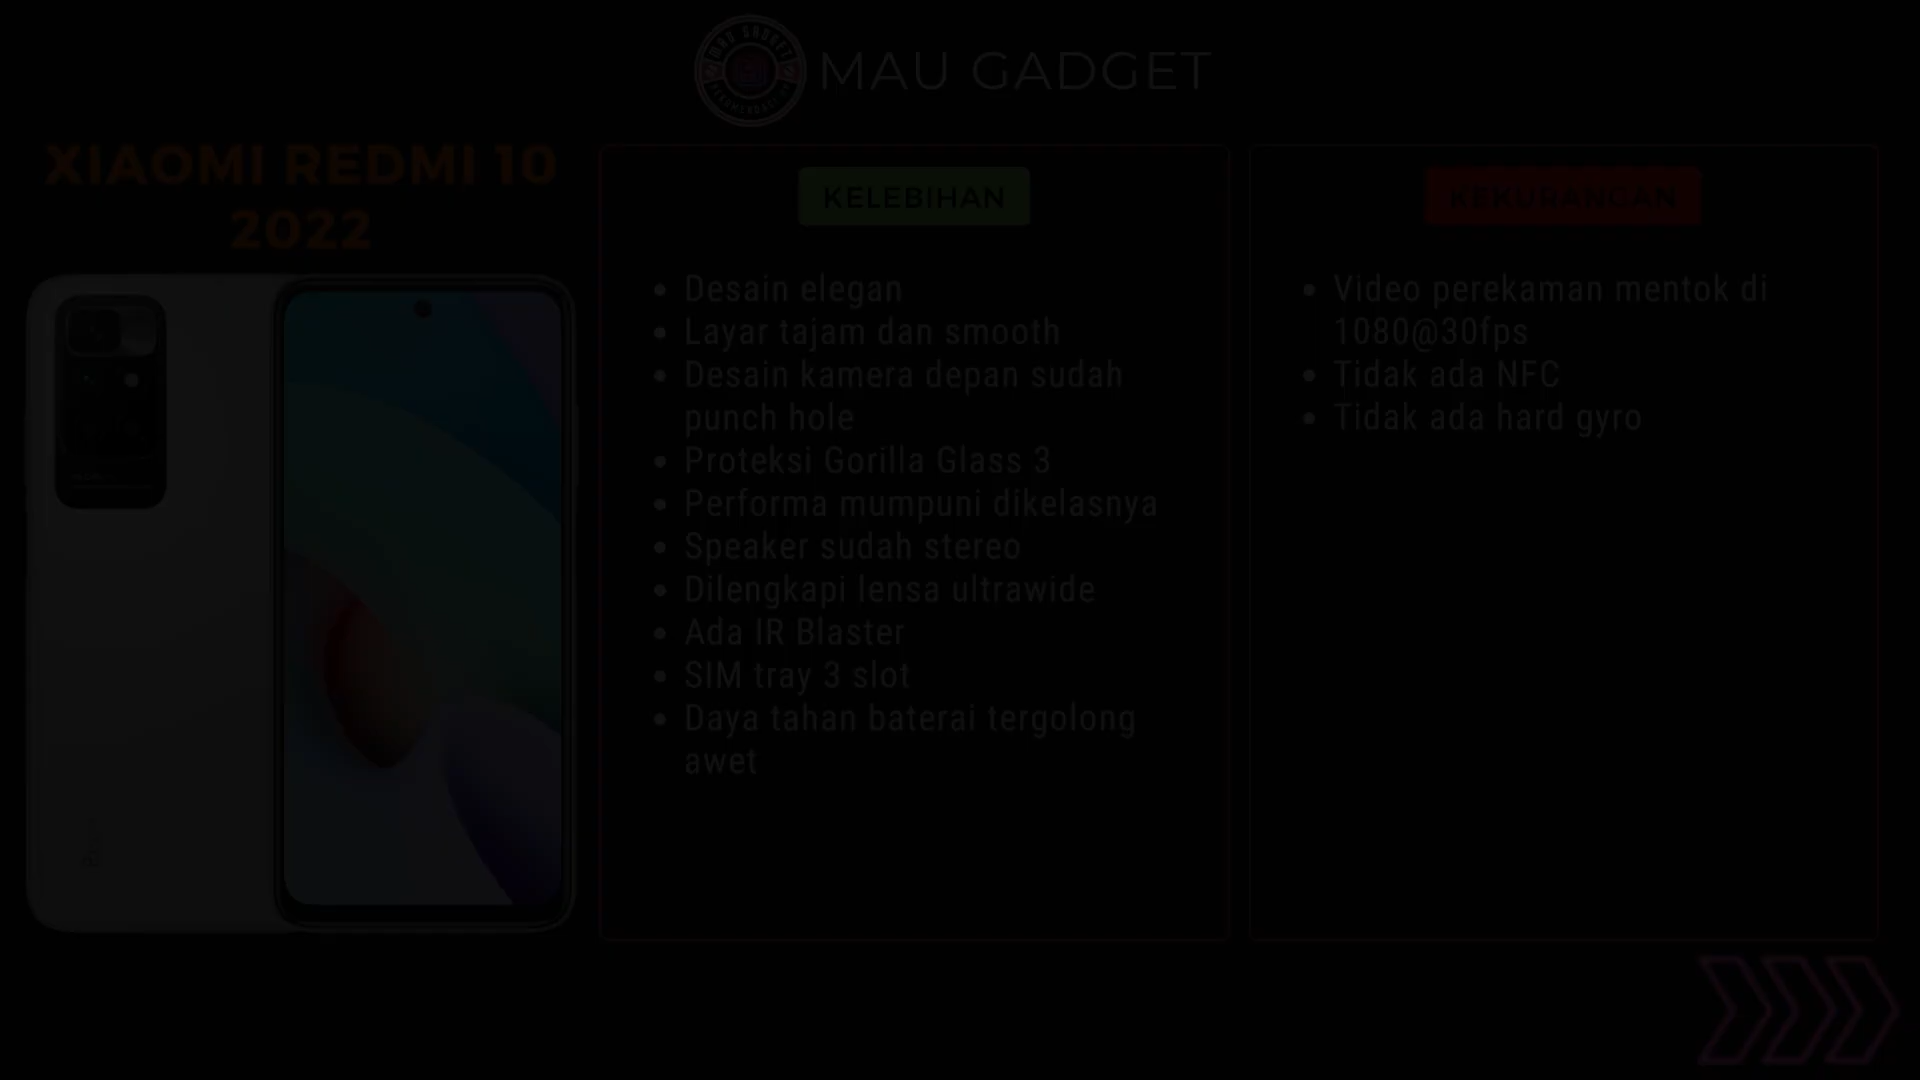 MAU GADGET
MAU GADGET
XIAOMI REDMI 10
2022
KELEBIHAN
Desain elegan
Layar tajam dan smooth
Desain kamera depan sudah
punch hole
Proteksi Gorilla Glass 3
Performa mumpuni dikelasnya
Speaker sudah stereo
Dilengkapi lensa ultrawide
Ada IR Blaster
SIM tray 3 slot
Daya tahan baterai tergolong
awet
KEKURANGAN
Video perekaman mentok di
1080@30fps
Tidak ada NFC
Tidak ada hard gyro